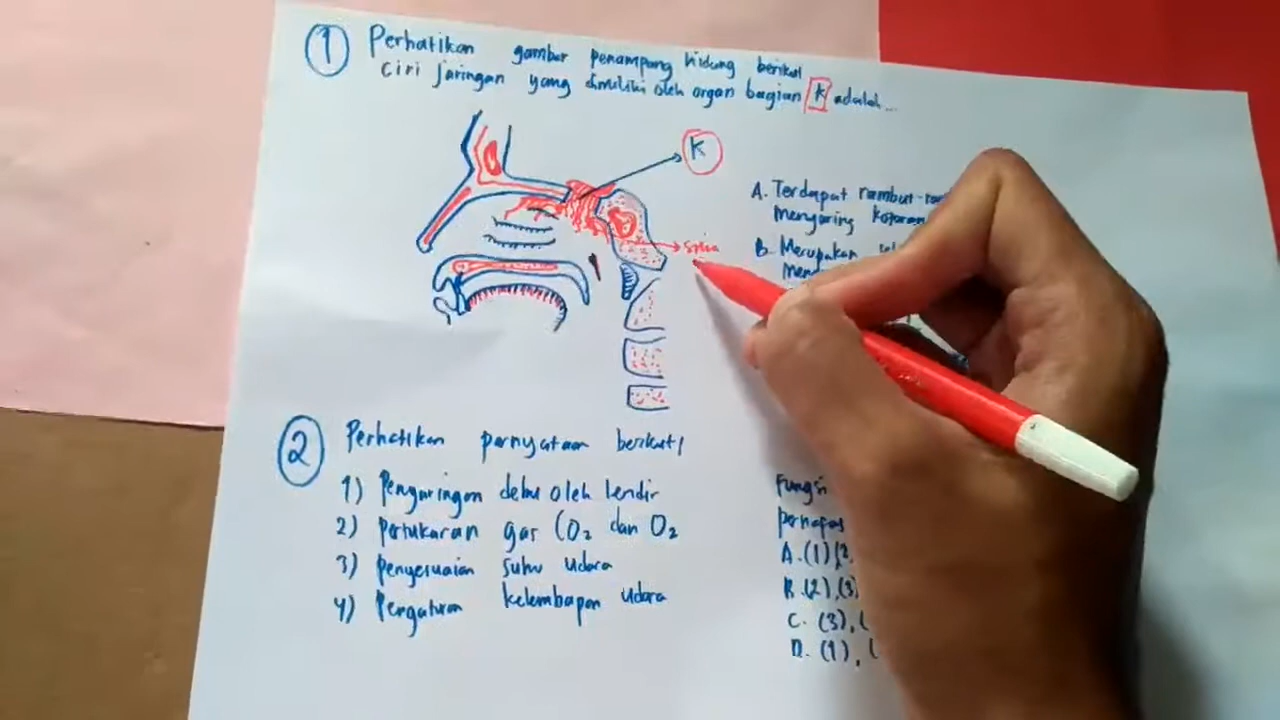 1 Perhatikan gambar penampang hidung berikut
ciri jaringan yang dimiliki oleh organ bagian K adalah...
K
silia
A. Terdapat rambut-
menyaring kotoran
B. Merupakan
2 Perhatikan pernyataan berikut!
1) Penyaringan debu oleh lendir
2) Pertukaran gas CO2 dan O2
3) Penyesuaian suhu udara
4) Pengaturan kelembapan udara
Fungsi
pernapas
A. (1) (2
B. (2), (3)
C. (3), (
D. (1), (